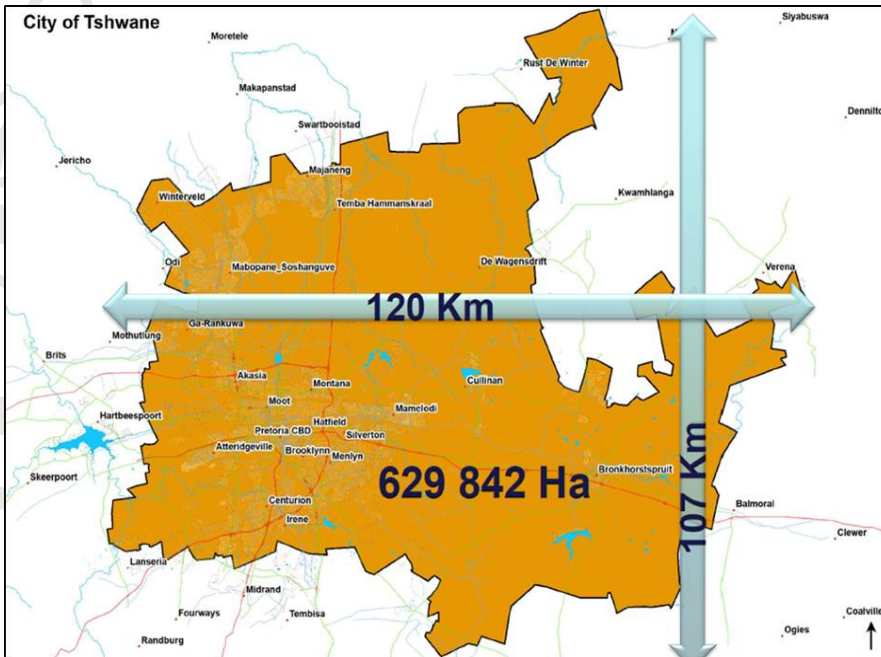 City of Tshwane
Siyabuswa
Moretele
Rust De Winter
Makapanstad
Dennilto
Swartbooistad
Jericho
Majaneng
Winterveld
Kwamhlanga
Temba Hammanskraal
Odi
Mabopane_Soshanguve
De Wagensdrift
Verena
120 Km
Ga-Rankuwa
Mothutlung
Brits
Akasia
Montana
Cullinan
Moot
Mamelodi
Hartbeespoort
Hatfield
Pretoria CBD
Silverton
Atteridgeville
Brooklynn
Menlyn
Bronkhorstspruit
Skeerpoort
629 842 Ha
107 Km
Centurion
Balmoral
Irene
Clewer
Lanseria
Midrand
Fourways
Tembisa
Coalville
Ogies
Randburg